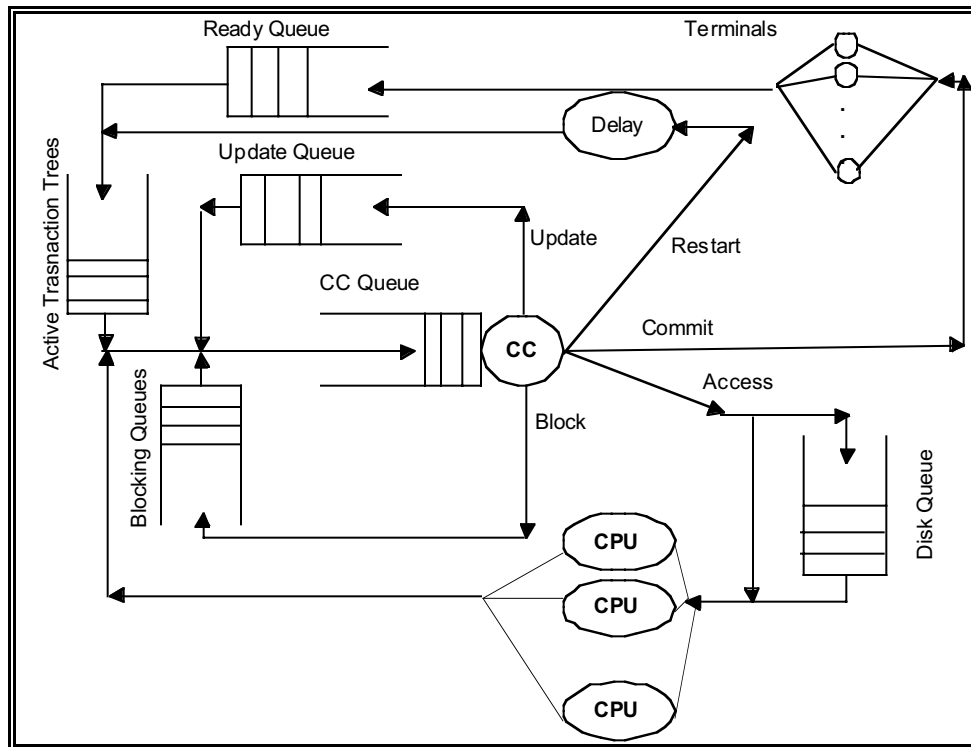 Ready Queue
Terminals
Delay
Update Queue
Active Trasnaction Trees
Update
Restart
CC Queue
CC
Commit
Access
Block
Blocking Queues
Disk Queue
CPU
CPU
CPU